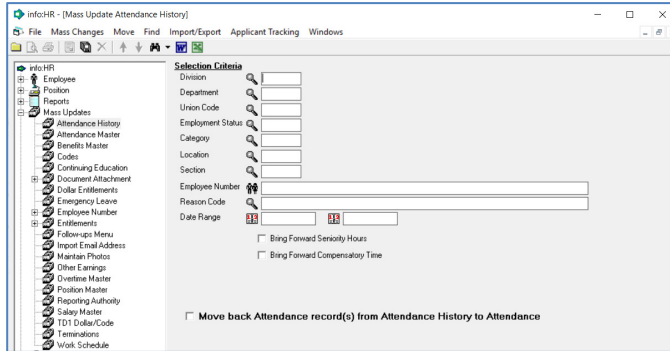 info:HR - [Mass Update Attendance History]
File Mass Changes Move Find Import/Export Applicant Tracking Windows
info:HR
Employee
Position
Reports
Mass Updates
Attendance History
Attendance Master
Benefits Master
Codes
Continuing Education
Document Attachment
Dollar Entitlements
Emergency Leave
Employee Number
Entitlements
Follow-ups Menu
Import Email Address
Maintain Photos
Other Earnings
Overtime Master
Position Master
Reporting Authority
Salary Master
TD1 Dollar/Code
Terminations
Work Schedule
Selection Criteria
Division
Department
Union Code
Employment Status
Category
Location
Section
Employee Number
Reason Code
Date Range
Bring Forward Seniority Hours
Bring Forward Compensatory Time
Move back Attendance record(s) from Attendance History to Attendance